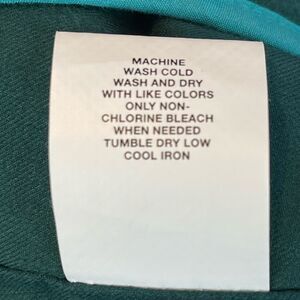 MACHINE
WASH COLD
WASH AND DRY
WITH LIKE COLORS
ONLY NON-
CHLORINE BLEACH
WHEN NEEDED
TUMBLE DRY LOW
COOL IRON